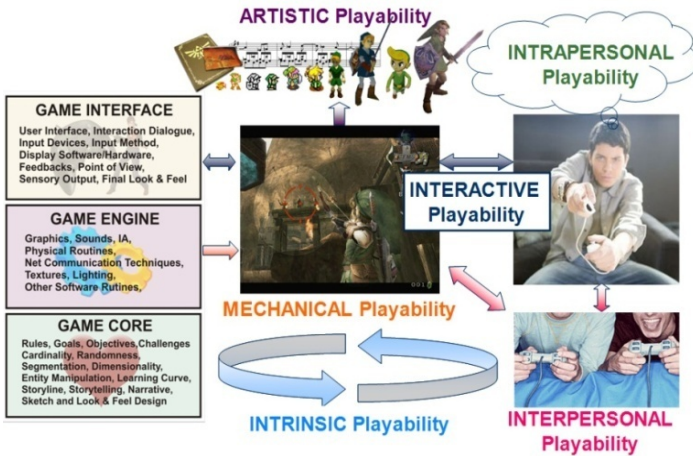 ARTISTIC Playability
INTRAPERSONAL
Playability
GAME INTERFACE
User Interface, Interaction Dialogue,
Input Devices, Input Method,
Display Software/Hardware,
Feedbacks, Point of View,
Sensory Output, Final Look & Feel
INTERACTIVE
Playability
GAME ENGINE
Graphics, Sounds, IA,
Physical Routines,
Net Communication Techniques,
Textures, Lighting,
Other Software Rutines,
MECHANICAL Playability
GAME CORE
Rules, Goals, Objectives,Challenges
Cardinality, Randomness,
Segmentation, Dimensionality,
Entity Manipulation, Learning Curve,
Storyline, Storytelling, Narrative,
Sketch and Look & Feel Design
INTRINSIC Playability
INTERPERSONAL
Playability